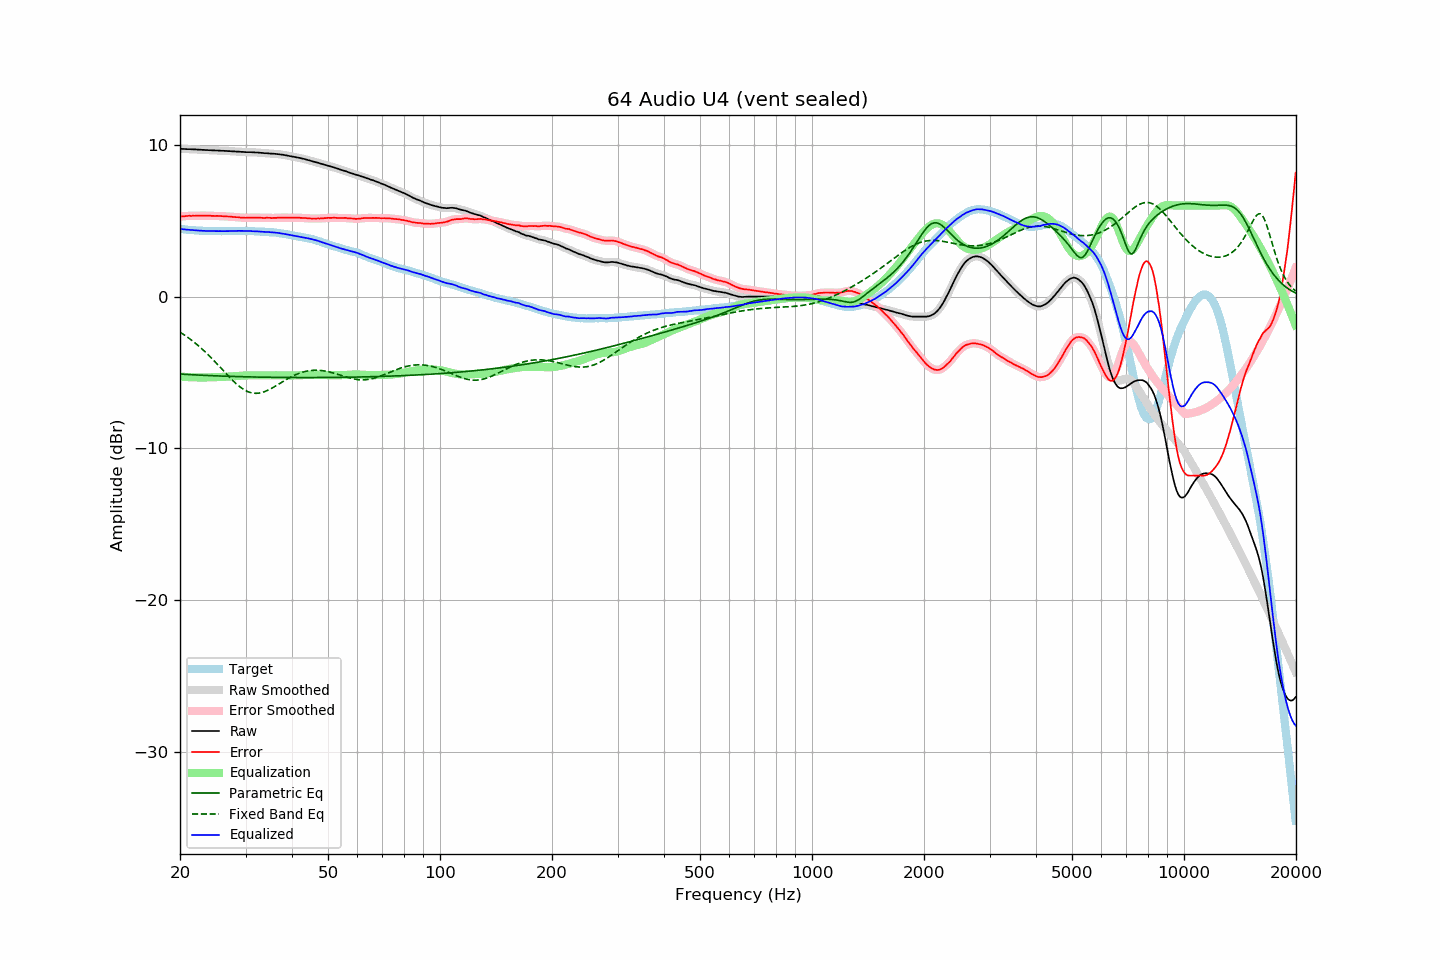 64 Audio U4 (vent sealed)
10
0
−10
−20
−30
Amplitude (dBr)
Target
Raw Smoothed
Error Smoothed
Raw
Error
Equalization
Parametric Eq
Fixed Band Eq
Equalized
20 50 100 200 500 1000 2000 5000 10000 20000
Frequency (Hz)